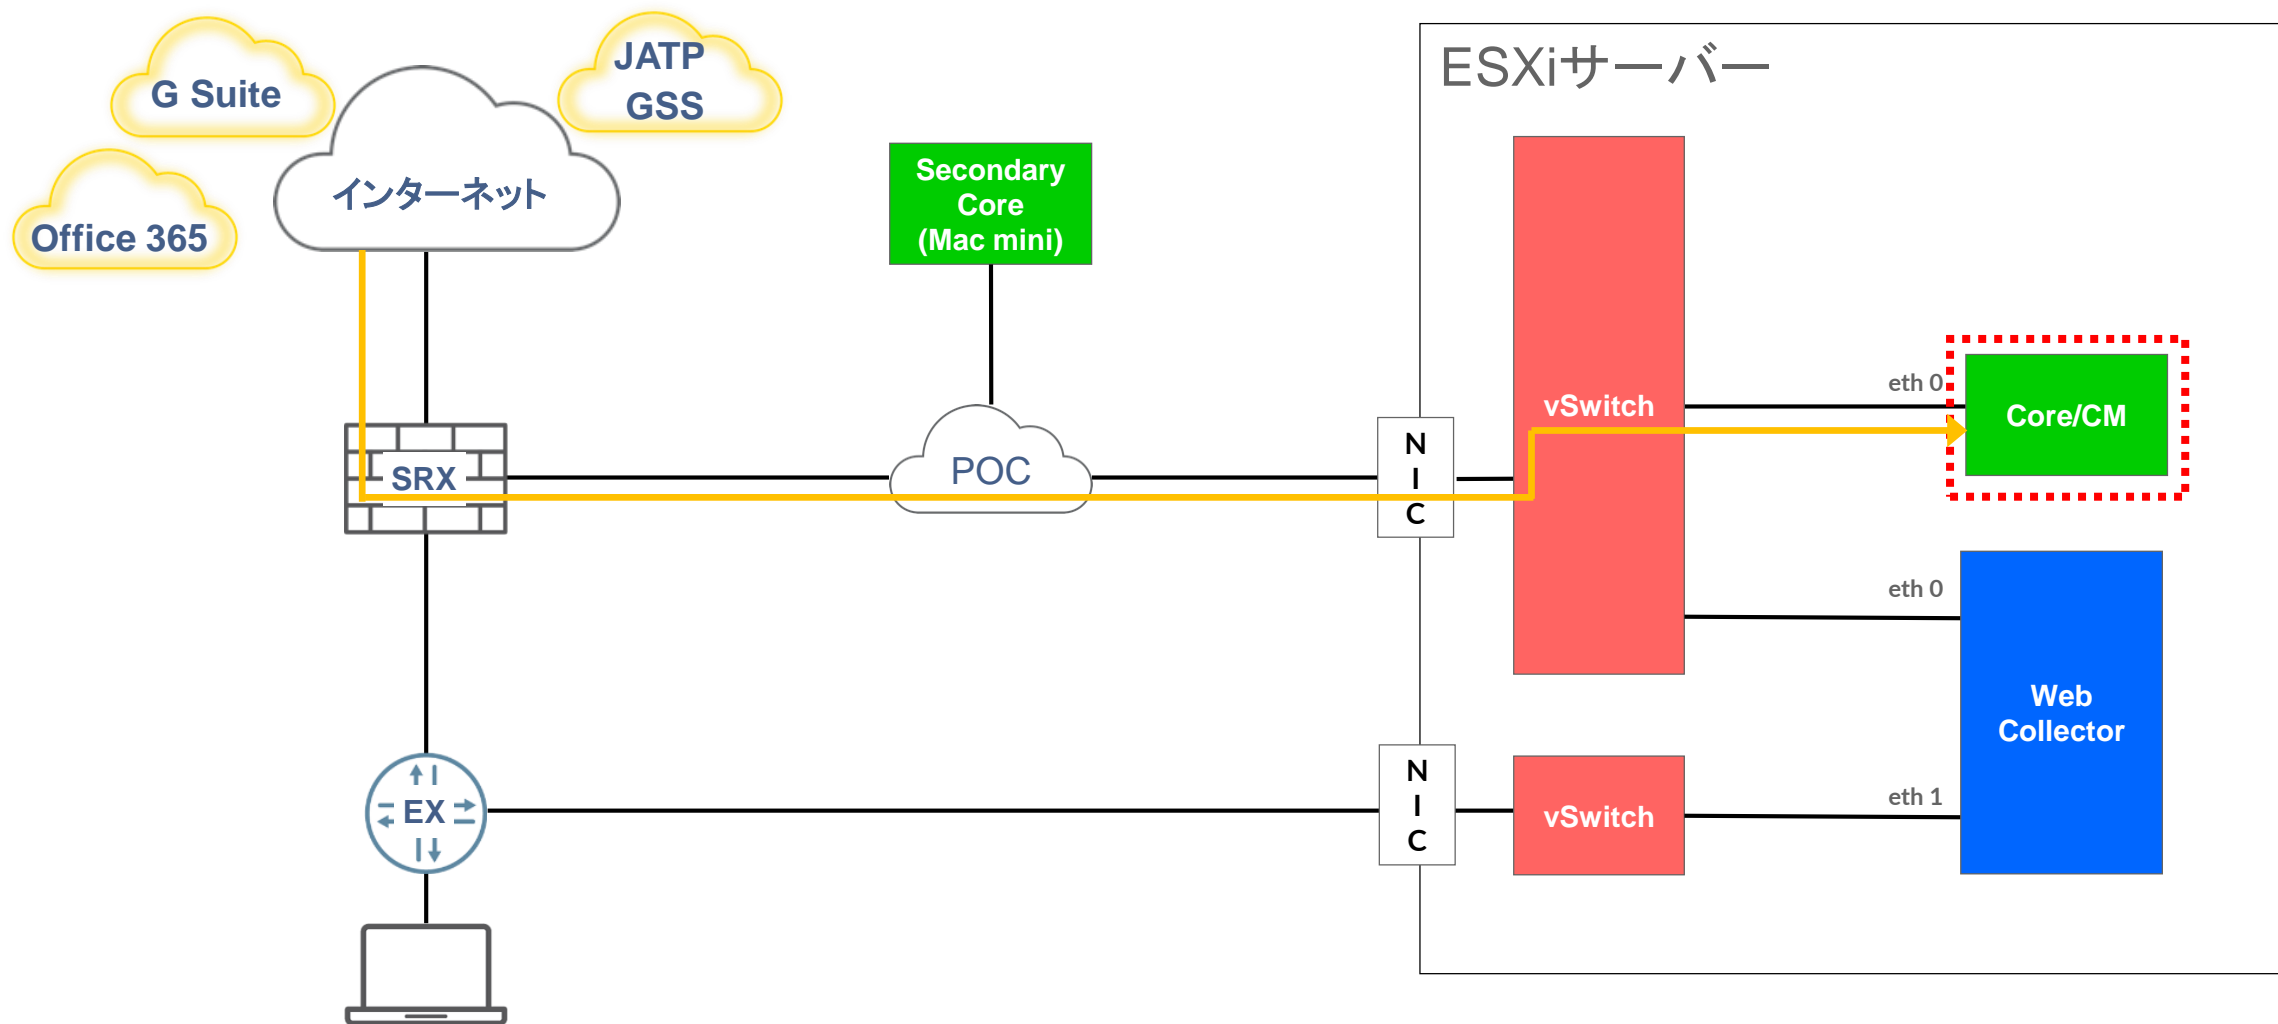 G Suite
JATP
GSS
Office 365
インターネット
Secondary
Core
(Mac mini)
SRX
POC
EX
ESXiサーバー
N
I
C
vSwitch
eth 0
Core/CM
eth 0
Web
Collector
N
I
C
vSwitch
eth 1